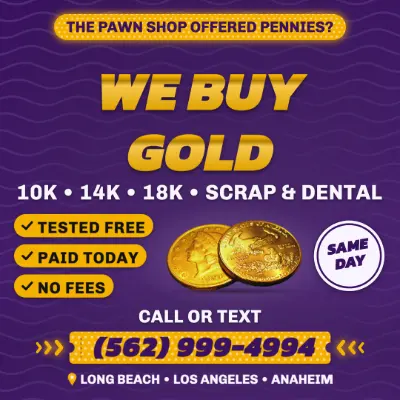 THE PAWN SHOP OFFERED PENNIES?
WE BUY
GOLD
10K • 14K • 18K • SCRAP & DENTAL
TESTED FREE
PAID TODAY
NO FEES
SAME
DAY
CALL OR TEXT
(562) 999-4994
LONG BEACH • LOS ANGELES • ANAHEIM